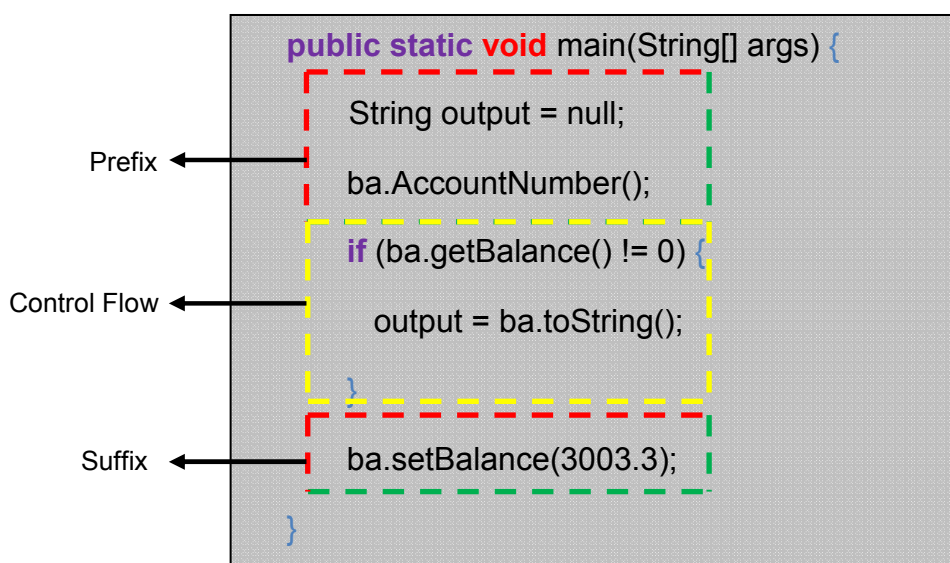 public static void main(String[] args) {
String output = null;
Prefix
ba.AccountNumber();
if (ba.getBalance() != 0) {
Control Flow
output = ba.toString();
}
Suffix
ba.setBalance(3003.3);
}